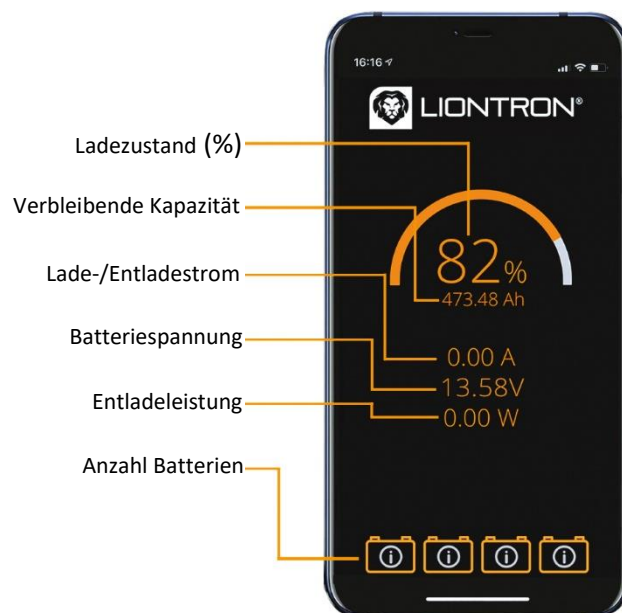 16:16
LIONTRON®
Ladezustand (%)
Verbleibende Kapazität
82%
Lade-/Entladestrom
473.48 Ah
Batteriespannung
0.00 A
13.58V
Entladeleistung
0.00 W
Anzahl Batterien
i i i i